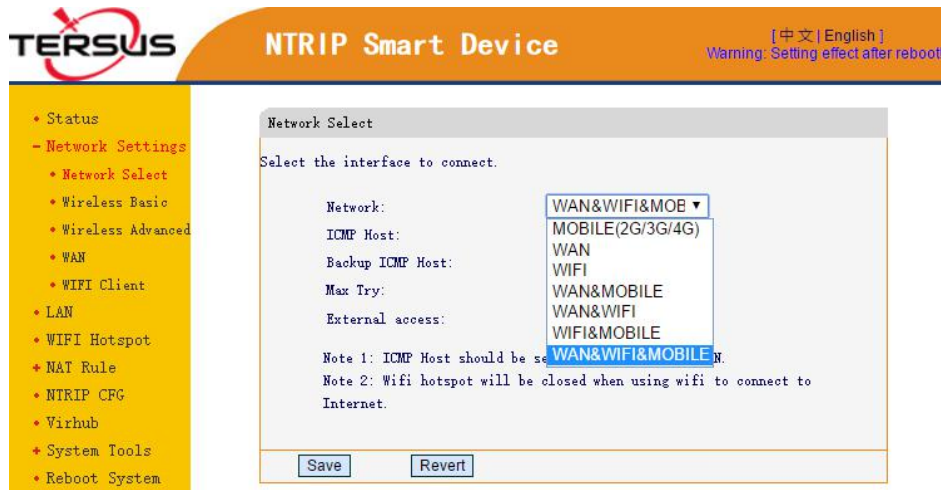 TERSUS
NTRIP Smart Device
[ 中文 | English ]
Warning: Setting effect after reboot
Status
Network Settings
Network Select
Wireless Basic
Wireless Advanced
WAN
WIFI Client
LAN
WIFI Hotspot
NAT Rule
NTRIP CFG
Virhub
System Tools
Reboot System
Network Select
Select the interface to connect.
Network: WAN&WIFI&MOB
ICMP Host:
Backup ICMP Host:
Max Try:
External access:
MOBILE(2G/3G/4G)
WAN
WIFI
WAN&MOBILE
WAN&WIFI
WIFI&MOBILE
WAN&WIFI&MOBILE
Note 1: ICMP Host should be se N.
Note 2: Wifi hotspot will be closed when using wifi to connect to
Internet.
Save Revert